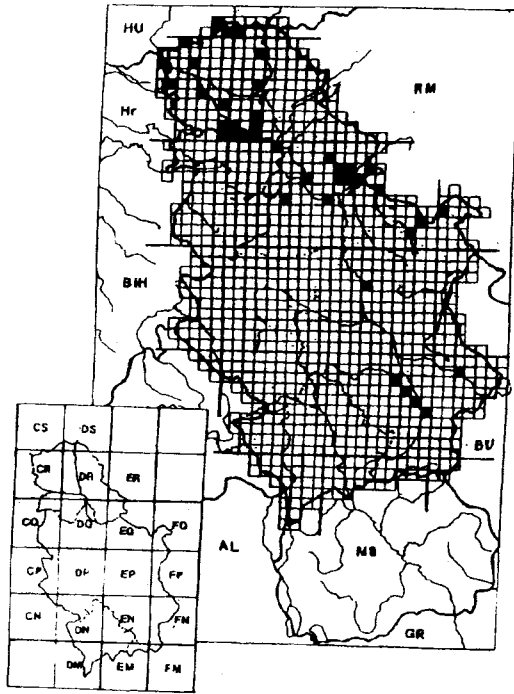 HU
RM
Hr
BIH
BU
AL
MB
GR
CS DS
CR DR ER
CQ DQ EQ FQ
CP DP EP FP
CN DN EN FN
DM EM FM